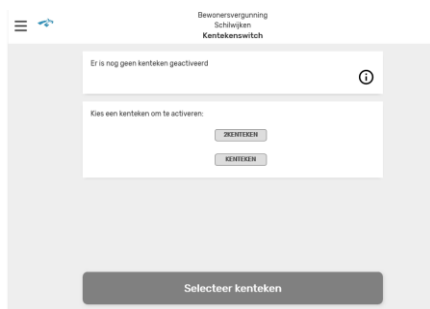 Bewonersvergunning
Schilwijken
Kentekenswitch
Er is nog geen kenteken geactiveerd
Kies een kenteken om te activeren:
2KENTEKEN
KENTEKEN
Selecteer kenteken